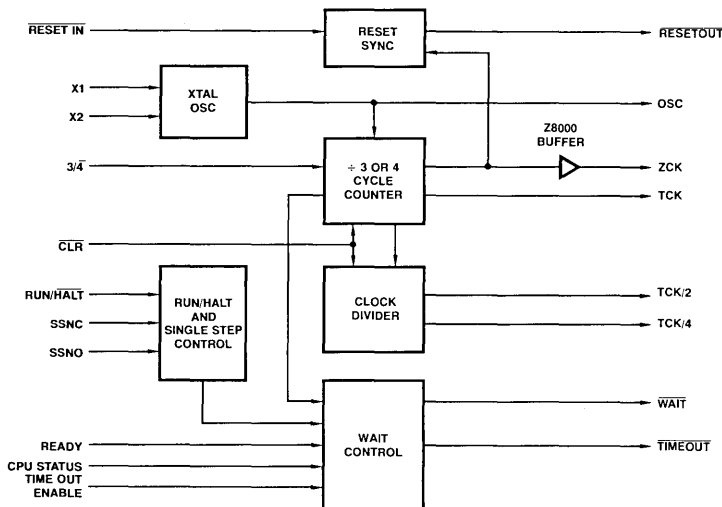 RESET IN
RESET
SYNC
RESETOUT
X1
X2
XTAL
OSC
OSC
Z8000
BUFFER
3/4
÷ 3 OR 4
CYCLE
COUNTER
ZCK
TCK
CLR
RUN/HALT
SSNC
SSNO
RUN/HALT
AND
SINGLE STEP
CONTROL
CLOCK
DIVIDER
TCK/2
TCK/4
READY
CPU STATUS
TIME OUT
ENABLE
WAIT
CONTROL
WAIT
TIMEOUT